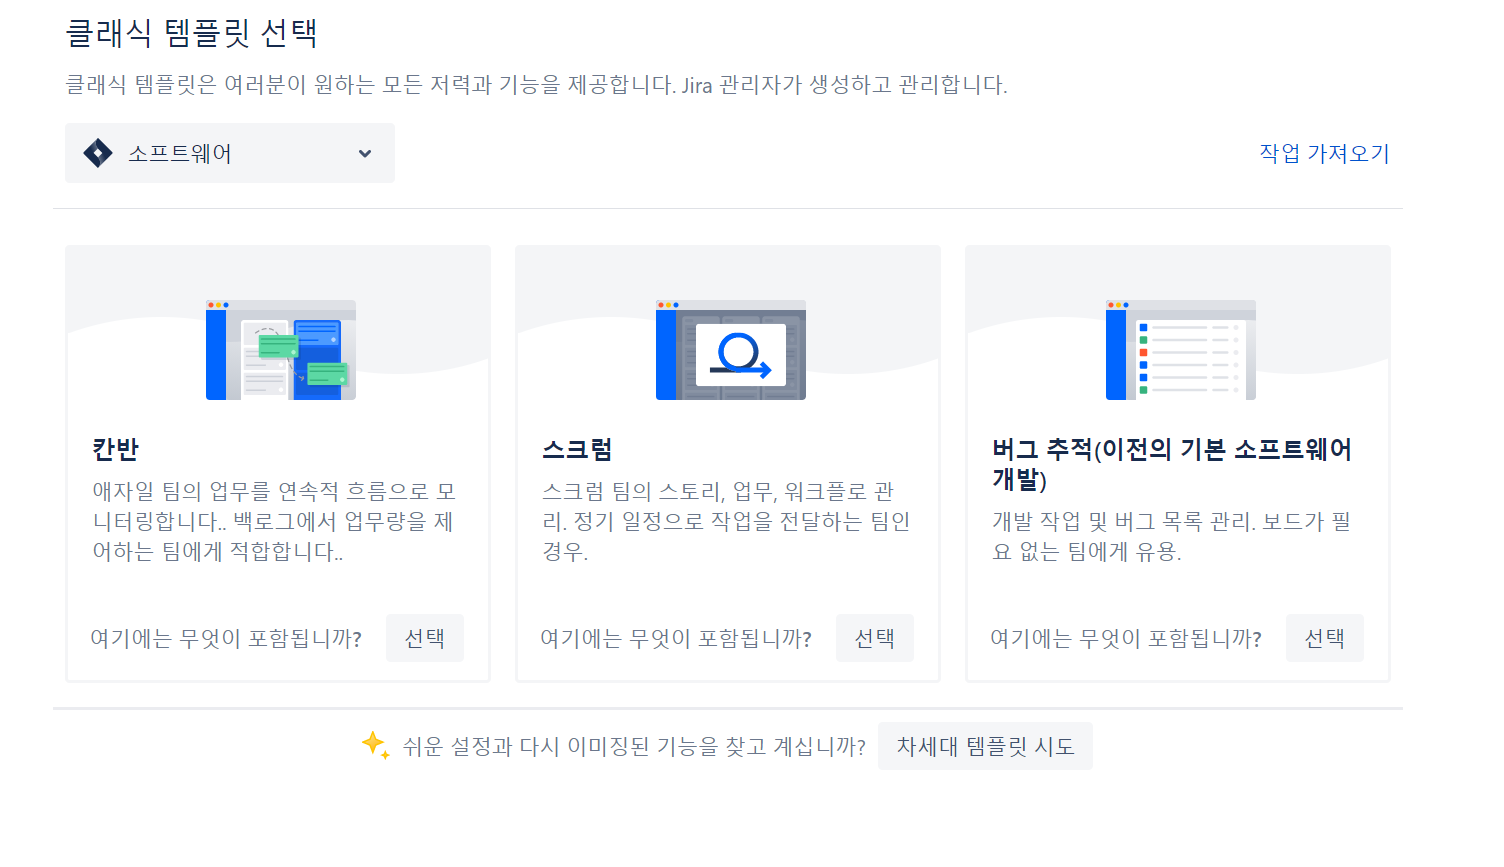 클래식 템플릿 선택
클래식 템플릿은 여러분이 원하는 모든 저력과 기능을 제공합니다. Jira 관리자가 생성하고 관리합니다.
소프트웨어
작업 가져오기
칸반
애자일 팀의 업무를 연속적 흐름으로 모
니터링합니다.. 백로그에서 업무량을 제
어하는 팀에게 적합합니다..
여기에는 무엇이 포함됩니까?
선택
스크럼
스크럼 팀의 스토리, 업무, 워크플로 관
리. 정기 일정으로 작업을 전달하는 팀인
경우.
여기에는 무엇이 포함됩니까?
선택
버그 추적(이전의 기본 소프트웨어
개발)
개발 작업 및 버그 목록 관리. 보드가 필
요 없는 팀에게 유용.
여기에는 무엇이 포함됩니까?
선택
쉬운 설정과 다시 이미징된 기능을 찾고 계십니까?
차세대 템플릿 시도